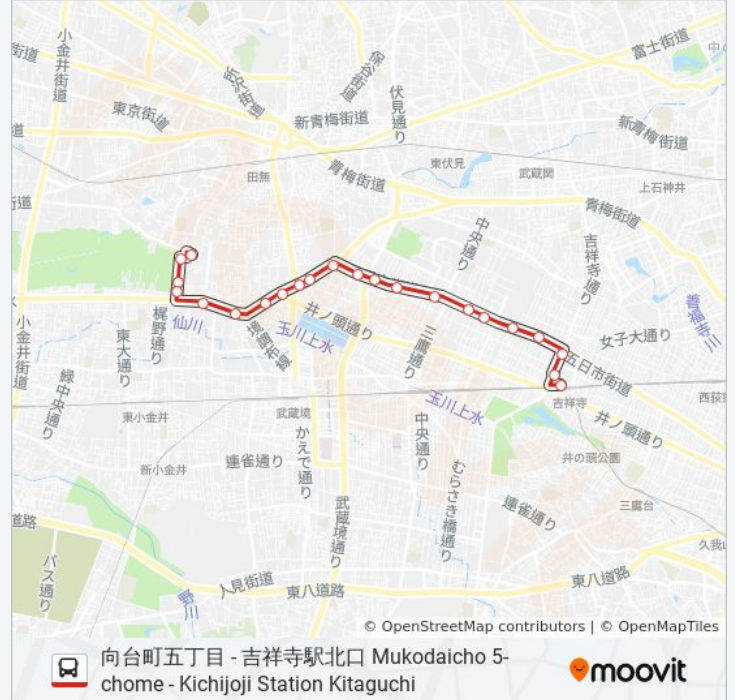 小金井街道
街道
道
街道
東京街道
所沢街道
新青梅街道
保谷街道
伏見通り
富士街道
新青梅街道
東伏見
武蔵関
上石神井
田無
青梅街道
青梅街道
中央通り
吉祥寺通り
善福寺川
女子大通り
五日市街道
井ノ頭通り
玉川上水
仙川
梶野通り
東大通り
小金井街道
緑中央通り
境調布線
三鷹通り
玉川上水
吉祥寺
西荻窪
井ノ頭通り
井の頭公園
東小金井
武蔵境
新小金井
連雀通り
かえで通り
中央通り
むらさき橋通り
連雀通り
三鷹台
武蔵境通り
道路
バス通り
野川
人見街道
東八道路
東八道路
© OpenStreetMap contributors | © OpenMapTiles
向台町五丁目 - 吉祥寺駅北口 Mukodaicho 5-
chome - Kichijoji Station Kitaguchi
moovit